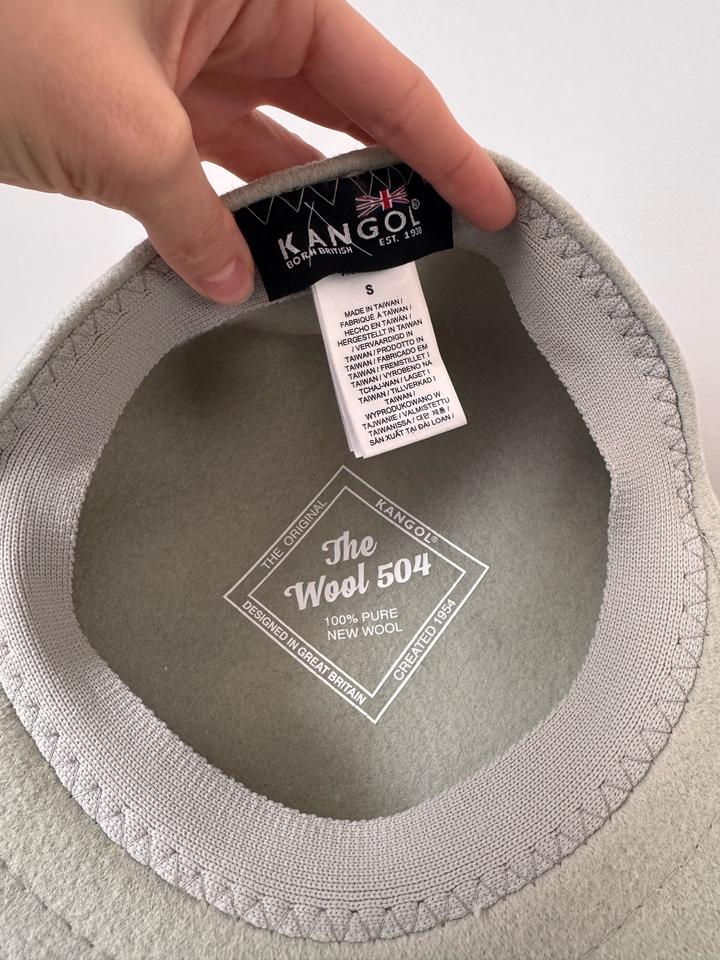 KANGOL®
BORN BRITISH EST. 1938
S
MADE IN TAIWAN /
FABRIQUÉ À TAÏWAN /
HECHO EN TAIWÁN /
HERGESTELLT IN TAIWAN
/ VERVAARDIGD IN
TAIWAN / PRODOTTO IN
TAIWAN / FABRICADO EM
TAIWAN / FREMSTILLET I
TAIWAN / VYROBENO NA
TCHAJ-WAN / LAGET I
TAIWAN / TILLVERKAD I
TAIWAN /
WYPRODUKOWANO W
TAJWANIE / VALMISTETTU
TAIWANISSA / 대만 제품 /
SẢN XUẤT TẠI ĐÀI LOAN /
THE ORIGINAL
KANGOL®
The
Wool 504
100% PURE
NEW WOOL
DESIGNED IN GREAT BRITAIN
CREATED 1954